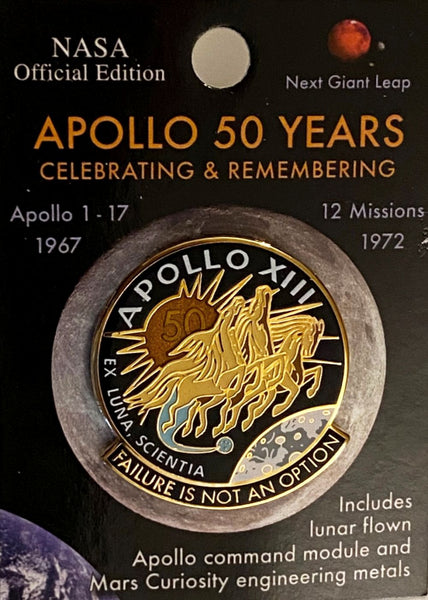 NASA
Official Edition
Next Giant Leap
APOLLO 50 YEARS
CELEBRATING & REMEMBERING
Apollo 1 - 17
1967
12 Missions
1972
APOLLO XIII
50
EX LUNA, SCIENTIA
FAILURE IS NOT AN OPTION
Includes
lunar flown
Apollo command module and
Mars Curiosity engineering metals